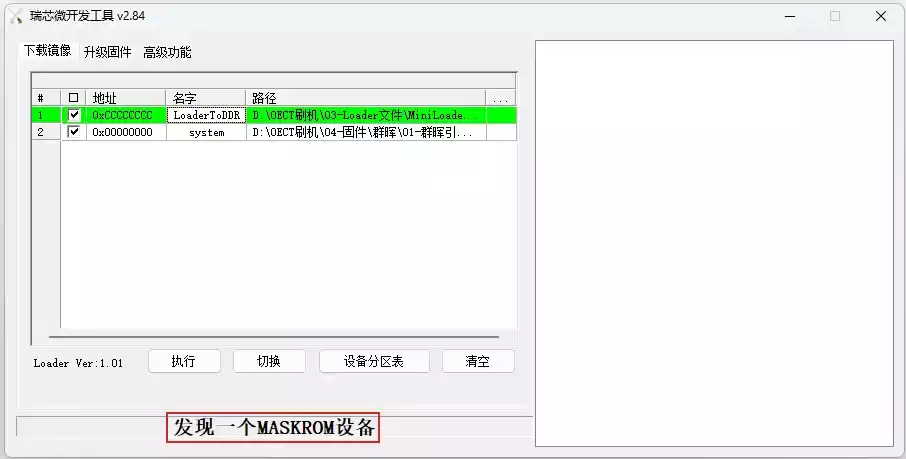 瑞芯微开发工具 v2.84
下载镜像 升级固件 高级功能
# 地址 名字 路径 ...
1 0xCCCCCCCC LoaderToDDR D:\OECT刷机\03-Loader文件\MiniLoade...
2 0x00000000 system D:\OECT刷机\04-固件\群晖\01-群晖引...
Loader Ver:1.01 执行 切换 设备分区表 清空
发现一个MASKROM设备